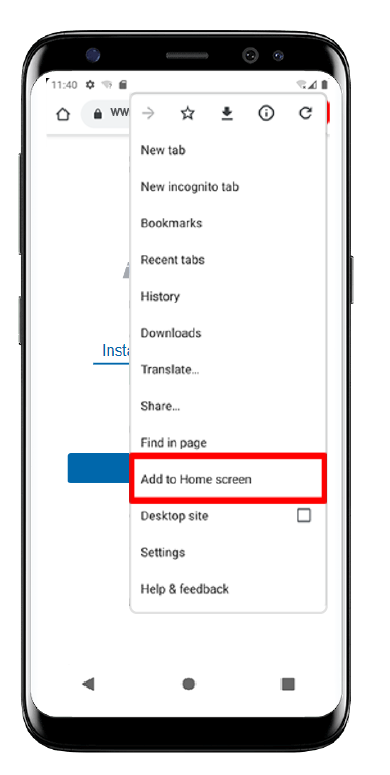 11:40
WW
New tab
New incognito tab
Bookmarks
Recent tabs
History
Downloads
Insta
Translate...
Share...
Find in page
Add to Home screen
Desktop site
Settings
Help & feedback